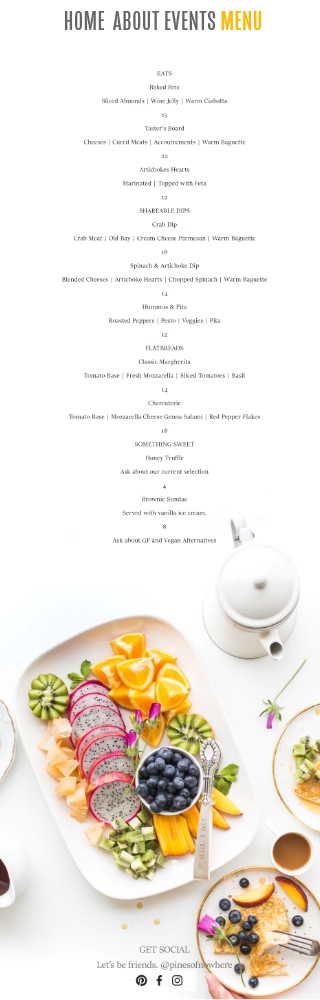 HOME ABOUT EVENTS MENU
EATS
Baked Brie
Sliced Almonds | Wine Jelly | Warm Ciabatta
15
Taster's Board
Cheeses | Cured Meats | Accoutrements | Warm Baguette
22
Artichokes Hearts
Marinated | Topped with Feta
12
SHAREABLE DIPS
Crab Dip
Crab Meat | Old Bay | Cream Cheese Parmesan | Warm Baguette
18
Spinach & Artichoke Dip
Blended Cheeses | Artichoke Hearts | Chopped Spinach | Warm Baguette
14
Hummus & Pita
Roasted Peppers | Pesto | Veggies | Pita
12
FLATBREADS
Classic Margherita
Tomato Base | Fresh Mozzarella | Sliced Tomatoes | Basil
14
Charcuterie
Tomato Base | Mozzarella Cheese Genoa Salami | Red Pepper Flakes
18
SOMETHING SWEET
Honey Truffle
Ask about our current selection
4
Brownie Sundae
Served with vanilla ice cream.
8
Ask about GF and Vegan Alternatives
GET SOCIAL
Let's be friends. @pinesofnowhere